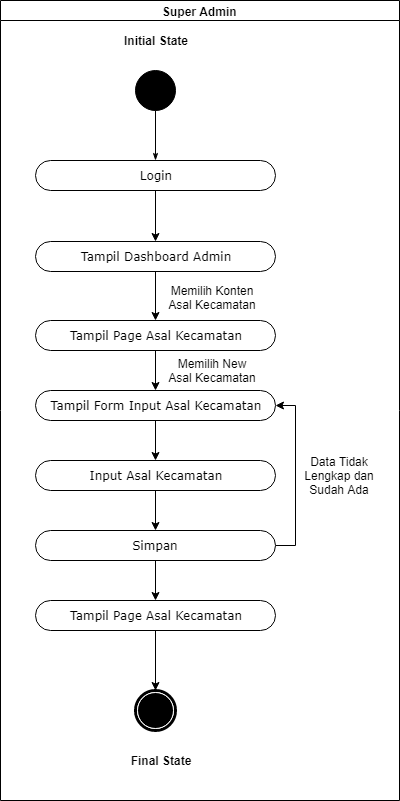 Super Admin
Initial State
Login
Tampil Dashboard Admin
Memilih Konten
Asal Kecamatan
Tampil Page Asal Kecamatan
Memilih New
Asal Kecamatan
Tampil Form Input Asal Kecamatan
Data Tidak
Lengkap dan
Sudah Ada
Input Asal Kecamatan
Simpan
Tampil Page Asal Kecamatan
Final State